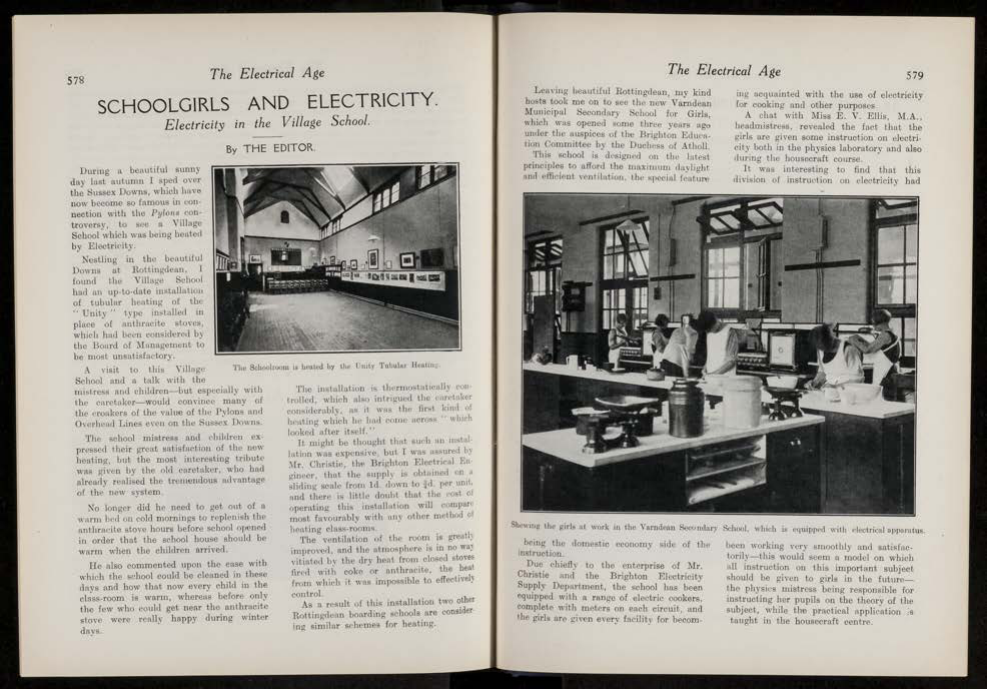 578
The Electrical Age
SCHOOLGIRLS AND ELECTRICITY.
Electricity in the Village School.
By THE EDITOR.
During a beautiful sunny
day last autumn I sped over
the Sussex Downs, which have
now become so famous in con-
nection with the Pylons con-
troversy, to see a Village
School which was being heated
by Electricity.
Nestling in the beautiful
Downs at Rottingdean, I
found the Village School
had an up-to-date installation
of tubular heating of the
"Unity" type installed in
place of anthracite stoves,
which had been considered by
the Board of Management to
be most unsatisfactory.
A visit to this Village
School and a talk with the
mistress and children—but especially with
the caretaker—would convince many of
the croakers of the value of the Pylons and
Overhead Lines even on the Sussex Downs.
The school mistress and children ex-
pressed their great satisfaction of the new
heating, but the most interesting tribute
was given by the old caretaker, who had
already realised the tremendous advantage
of the new system.
No longer did he need to get out of a
warm bed on cold mornings to replenish the
anthracite stove hours before school opened
in order that the school house should be
warm when the children arrived.
He also commented upon the ease with
which the school could be cleaned in these
days and how that now every child in the
class-room is warm, whereas before only
the few who could get near the anthracite
stove were really happy during winter
days.
The Schoolroom is heated by the Unity Tubular Heating.
The installation is thermostatically con-
trolled, which also intrigued the caretaker
considerably, as it was the first kind of
heating which he had come across "which
looked after itself."
It might be thought that such an instal-
lation was expensive, but I was assured by
Mr. Christie, the Brighton Electrical En-
gineer, that the supply is obtained on a
sliding scale from 1d. down to ¾d. per unit,
and there is little doubt that the cost of
operating this installation will compare
most favourably with any other method of
heating class-rooms.
The ventilation of the room is greatly
improved, and the atmosphere is in no way
vitiated by the dry heat from closed stoves
fired with coke or anthracite, the heat
from which it was impossible to effectively
control.
As a result of this installation two other
Rottingdean boarding schools are consider-
ing similar schemes for heating.
The Electrical Age
579
Leaving beautiful Rottingdean, my kind
hosts took me on to see the new Varndean
Municipal Secondary School for Girls,
which was opened some three years ago
under the auspices of the Brighton Educa-
tion Committee by the Duchess of Atholl.
This school is designed on the latest
principles to afford the maximum daylight
and efficient ventilation, the special feature
ing acquainted with the use of electricity
for cooking and other purposes
A chat with Miss E. V. Ellis, M.A.,
headmistress, revealed the fact that the
girls are given some instruction on electri-
city both in the physics laboratory and also
during the housecraft course.
It was interesting to find that this
division of instruction on electricity had
Showing the girls at work in the Varndean Secondary School, which is equipped with electrical apparatus.
being the domestic economy side of the
instruction.
Due chiefly to the enterprise of Mr.
Christie and the Brighton Electricity
Supply Department, the school has been
equipped with a range of electric cookers,
complete with meters on each circuit, and
the girls are given every facility for becom-
been working very smoothly and satisfac-
torily—this would seem a model on which
all instruction on this important subject
should be given to girls in the future—
the physics mistress being responsible for
instructing her pupils on the theory of the
subject, while the practical application is
taught in the housecraft centre.